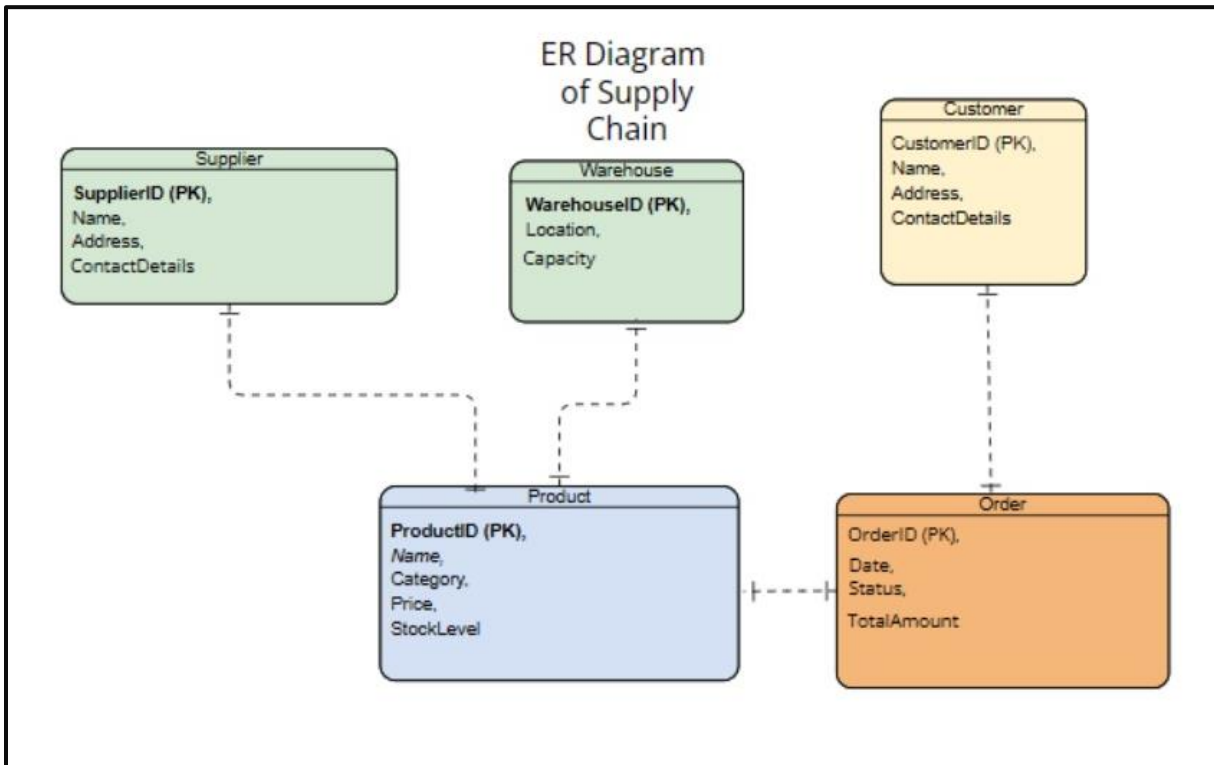 ER Diagram
of Supply
Chain
Supplier
SupplierID (PK),
Name,
Address,
ContactDetails
Warehouse
WarehouseID (PK),
Location,
Capacity
Customer
CustomerID (PK),
Name,
Address,
ContactDetails
Product
ProductID (PK),
Name,
Category,
Price,
StockLevel
Order
OrderID (PK),
Date,
Status,
TotalAmount